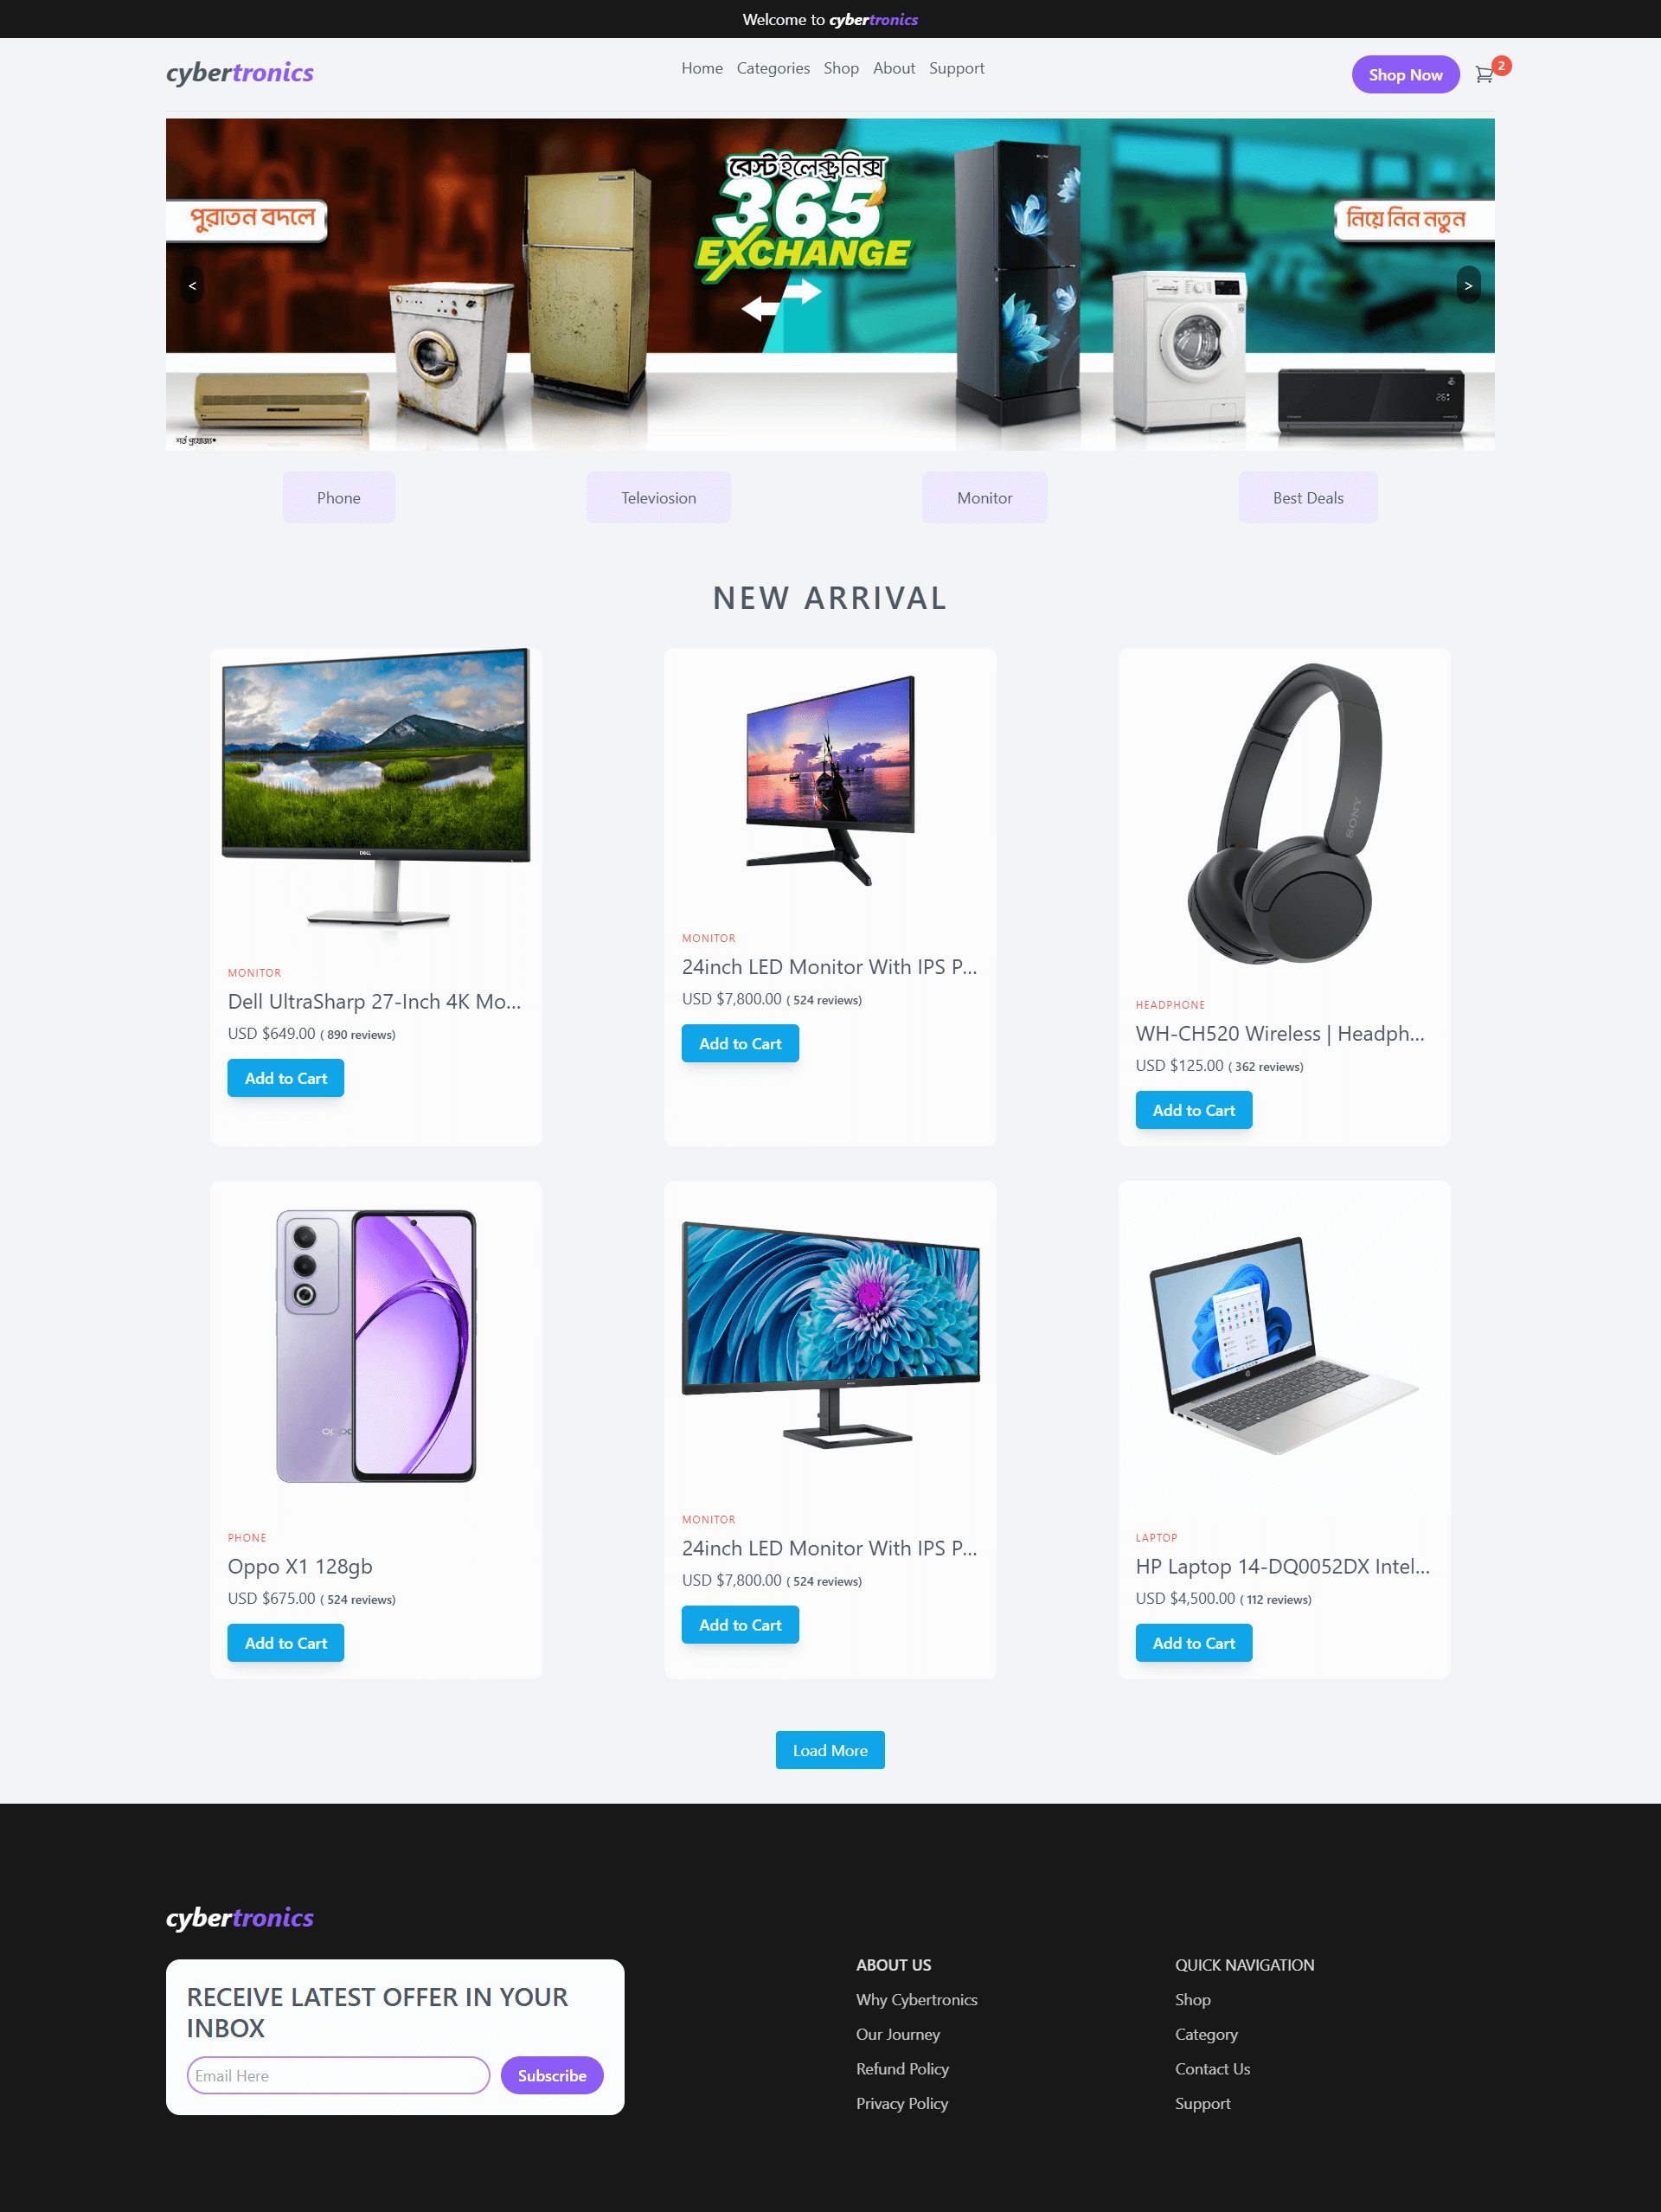 Welcome to cybertronics
cybertronics
Home Categories Shop About Support
Shop Now
2
বেস্ট ইলেক্ট্রনিক্স
365
EXCHANGE
পুরাতন বদলে
নিয়ে নিন নতুন
<
>
শর্ত প্রযোজ্য*
Phone
Televiosion
Monitor
Best Deals
NEW ARRIVAL
DELL
MONITOR
Dell UltraSharp 27-Inch 4K Mo...
USD $649.00 ( 890 reviews)
Add to Cart
MONITOR
24inch LED Monitor With IPS P...
USD $7,800.00 ( 524 reviews)
Add to Cart
SONY
HEADPHONE
WH-CH520 Wireless | Headph...
USD $125.00 ( 362 reviews)
Add to Cart
oppo
PHONE
Oppo X1 128gb
USD $675.00 ( 524 reviews)
Add to Cart
MONITOR
24inch LED Monitor With IPS P...
USD $7,800.00 ( 524 reviews)
Add to Cart
LAPTOP
HP Laptop 14-DQ0052DX Intel...
USD $4,500.00 ( 112 reviews)
Add to Cart
Load More
cybertronics
RECEIVE LATEST OFFER IN YOUR
INBOX
Email Here
Subscribe
ABOUT US
Why Cybertronics
Our Journey
Refund Policy
Privacy Policy
QUICK NAVIGATION
Shop
Category
Contact Us
Support